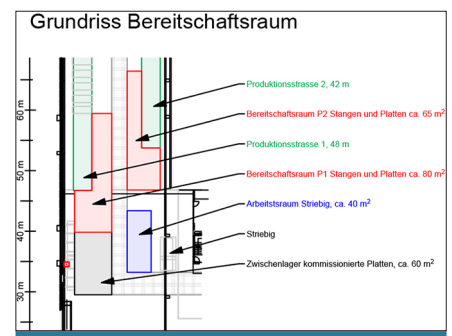 Grundriss Bereitschaftsraum
Produktionsstrasse 2, 42 m
Bereitschaftsraum P2 Stangen und Platten ca. 65 m²
Produktionsstrasse 1, 48 m
Bereitschaftsraum P1 Stangen und Platten ca. 80 m²
Arbeitstsraum Striebig, ca. 40 m²
Striebig
Zwischenlager kommissionierte Platten, ca. 60 m²
60 m
50 m
40 m
30 m